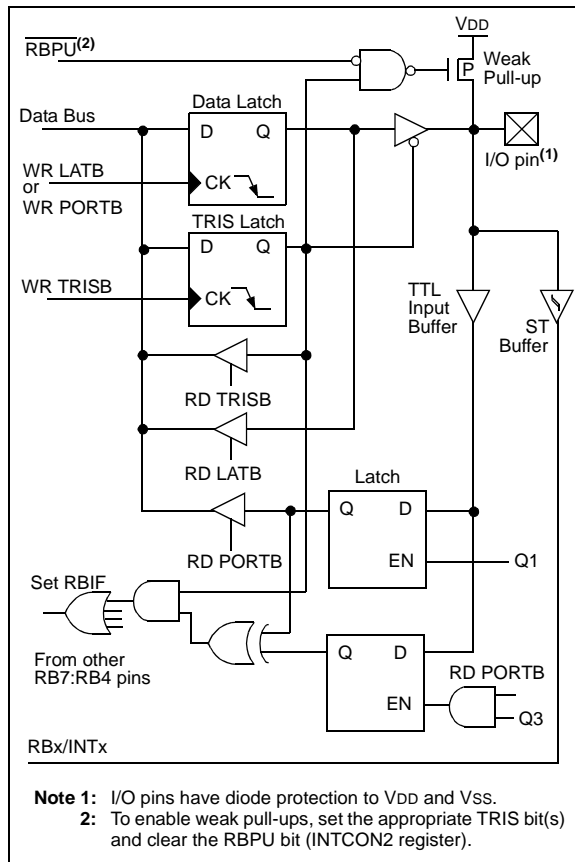 VDD
RBPU(2)
P
Weak
Pull-up
Data Latch
Data Bus
D
Q
I/O pin(1)
WR LATB
or
WR PORTB
CK
TRIS Latch
D
Q
WR TRISB
CK
TTL
Input
Buffer
ST
Buffer
RD TRISB
RD LATB
Latch
Q
D
RD PORTB
EN
Q1
Set RBIF
From other
RB7:RB4 pins
Q
D
RD PORTB
EN
Q3
RBx/INTx
Note 1: I/O pins have diode protection to VDD and VSS.
2: To enable weak pull-ups, set the appropriate TRIS bit(s)
and clear the RBPU bit (INTCON2 register).